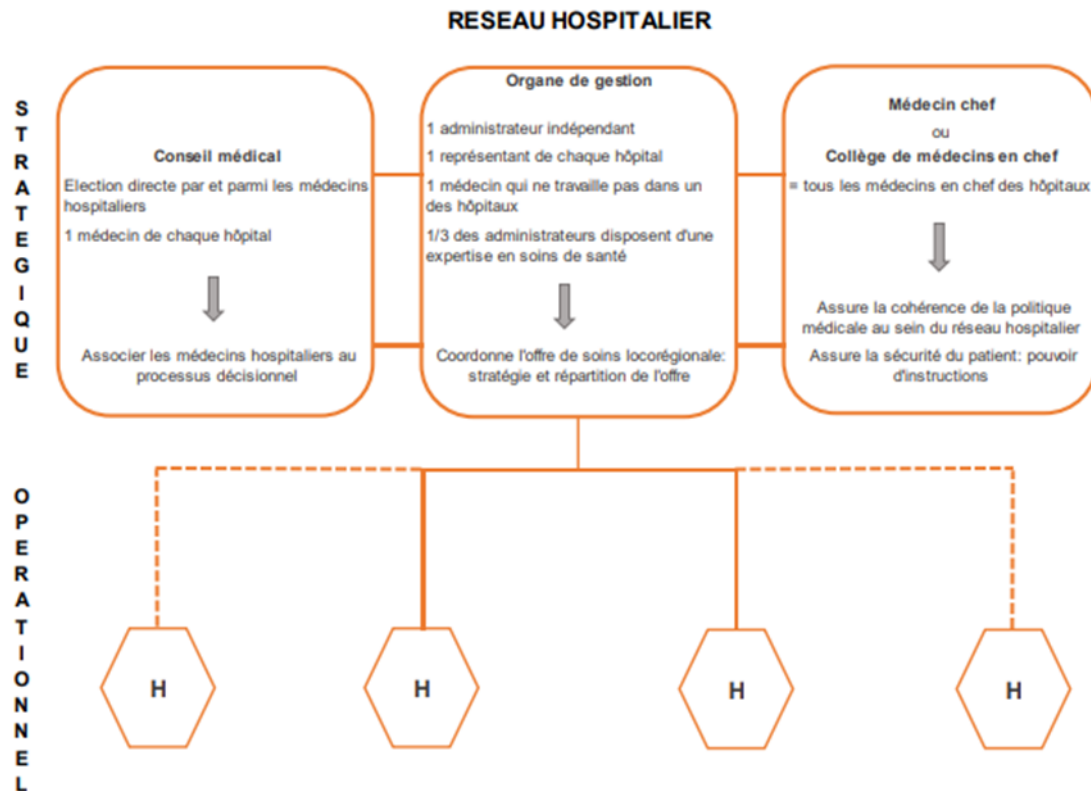 RESEAU HOSPITALIER
STRATEGIQUE
Conseil médical
Election directe par et parmi les médecins
hospitaliers
1 médecin de chaque hôpital
Associer les médecins hospitaliers au
processus décisionnel
Organe de gestion
1 administrateur indépendant
1 représentant de chaque hôpital
1 médecin qui ne travaille pas dans un
des hôpitaux
1/3 des administrateurs disposent d'une
expertise en soins de santé
Coordonne l'offre de soins locorégionale:
stratégie et répartition de l'offre
Médecin chef
ou
Collège de médecins en chef
= tous les médecins en chef des hôpitaux
Assure la cohérence de la politique
médicale au sein du réseau hospitalier
Assure la sécurité du patient: pouvoir
d'instructions
OPERATIONNEL
H
H
H
H